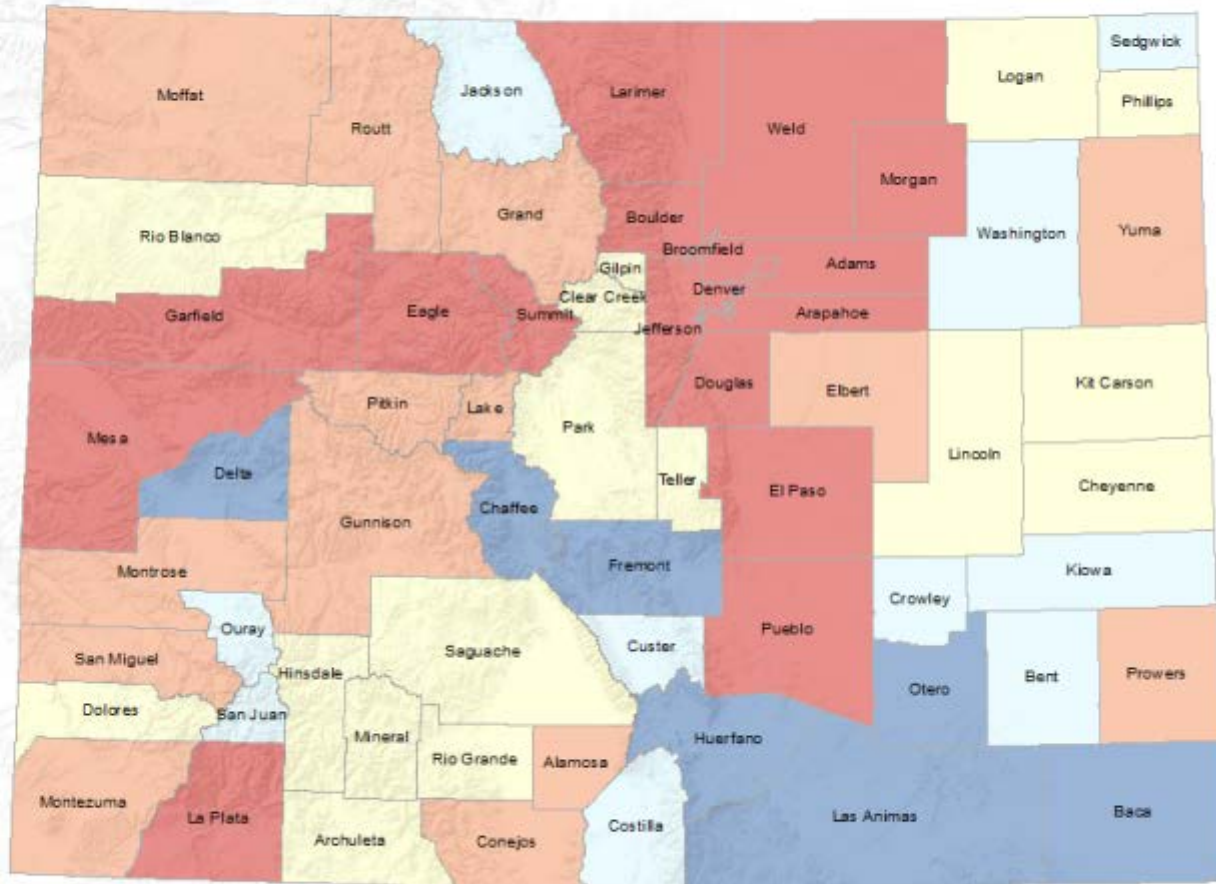 Sedgwick
Logan
Jackson
Larimer
Moffat
Phillips
Routt
Weld
Morgan
Grand
Boulder
Rio Blanco
Washington
Yuma
Broomfield
Gilpin
Adams
Denver
Clear Creek
Eagle
Summit
Garfield
Jefferson
Arapahoe
Douglas
Elbert
Kit Carson
Pitkin
Lake
Park
Mesa
Lincoln
Delta
Teller
El Paso
Cheyenne
Chaffee
Gunnison
Fremont
Montrose
Kiowa
Crowley
Ouray
Pueblo
Custer
Saguache
San Miguel
Hinsdale
Bent
Prowers
Otero
Dolores
San Juan
Mineral
Huerfano
Rio Grande
Alamosa
Montezuma
La Plata
Baca
Las Animas
Costilla
Archuleta
Conejos